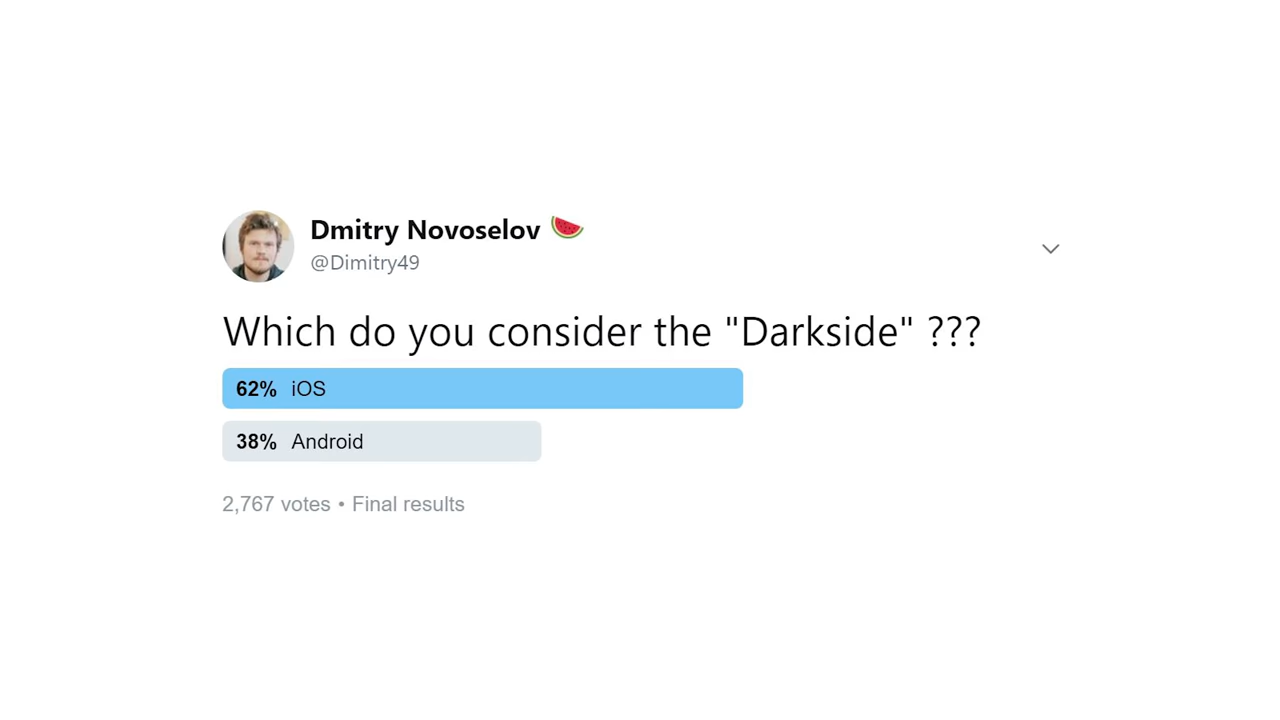 Dmitry Novoselov 🍉
@Dimitry49
Which do you consider the "Darkside" ???
62% iOS
38% Android
2,767 votes • Final results